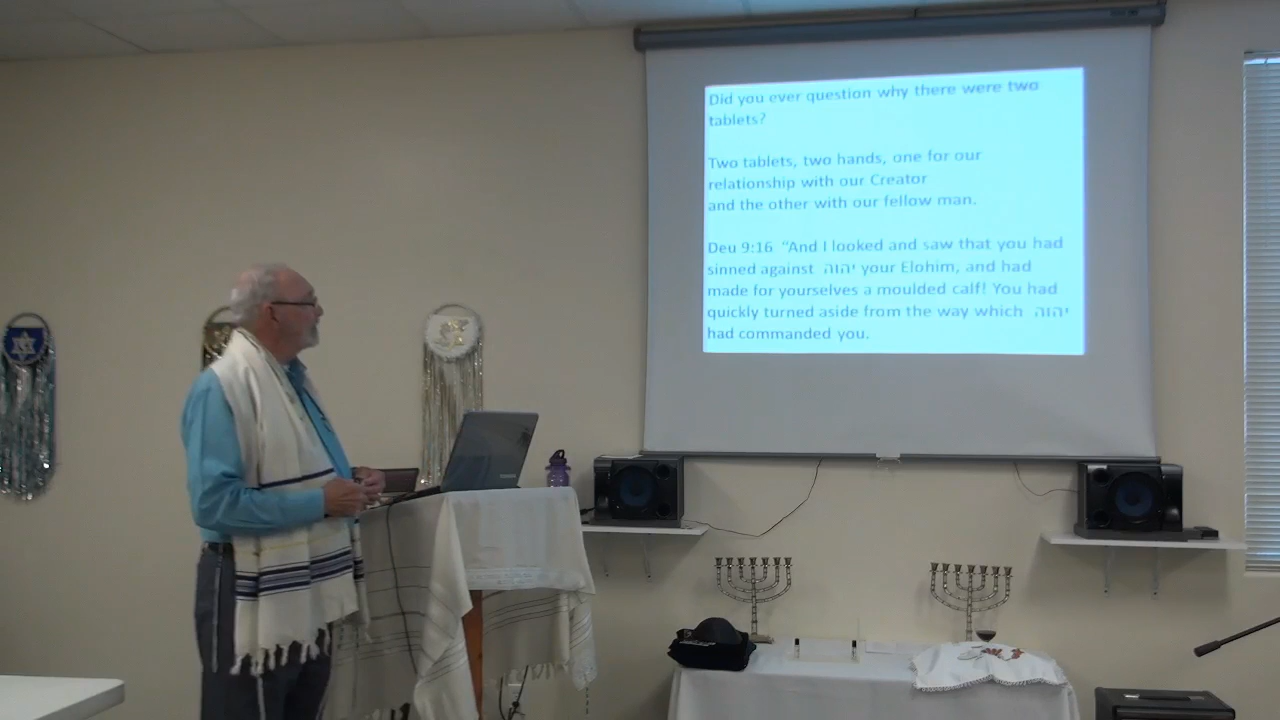 Did you ever question why there were two
tablets?
Two tablets, two hands, one for our
relationship with our Creator
and the other with our fellow man.
Deu 9:16 “And I looked and saw that you had
sinned against יהוה your Elohim, and had
made for yourselves a moulded calf! You had
quickly turned aside from the way which יהוה
had commanded you.